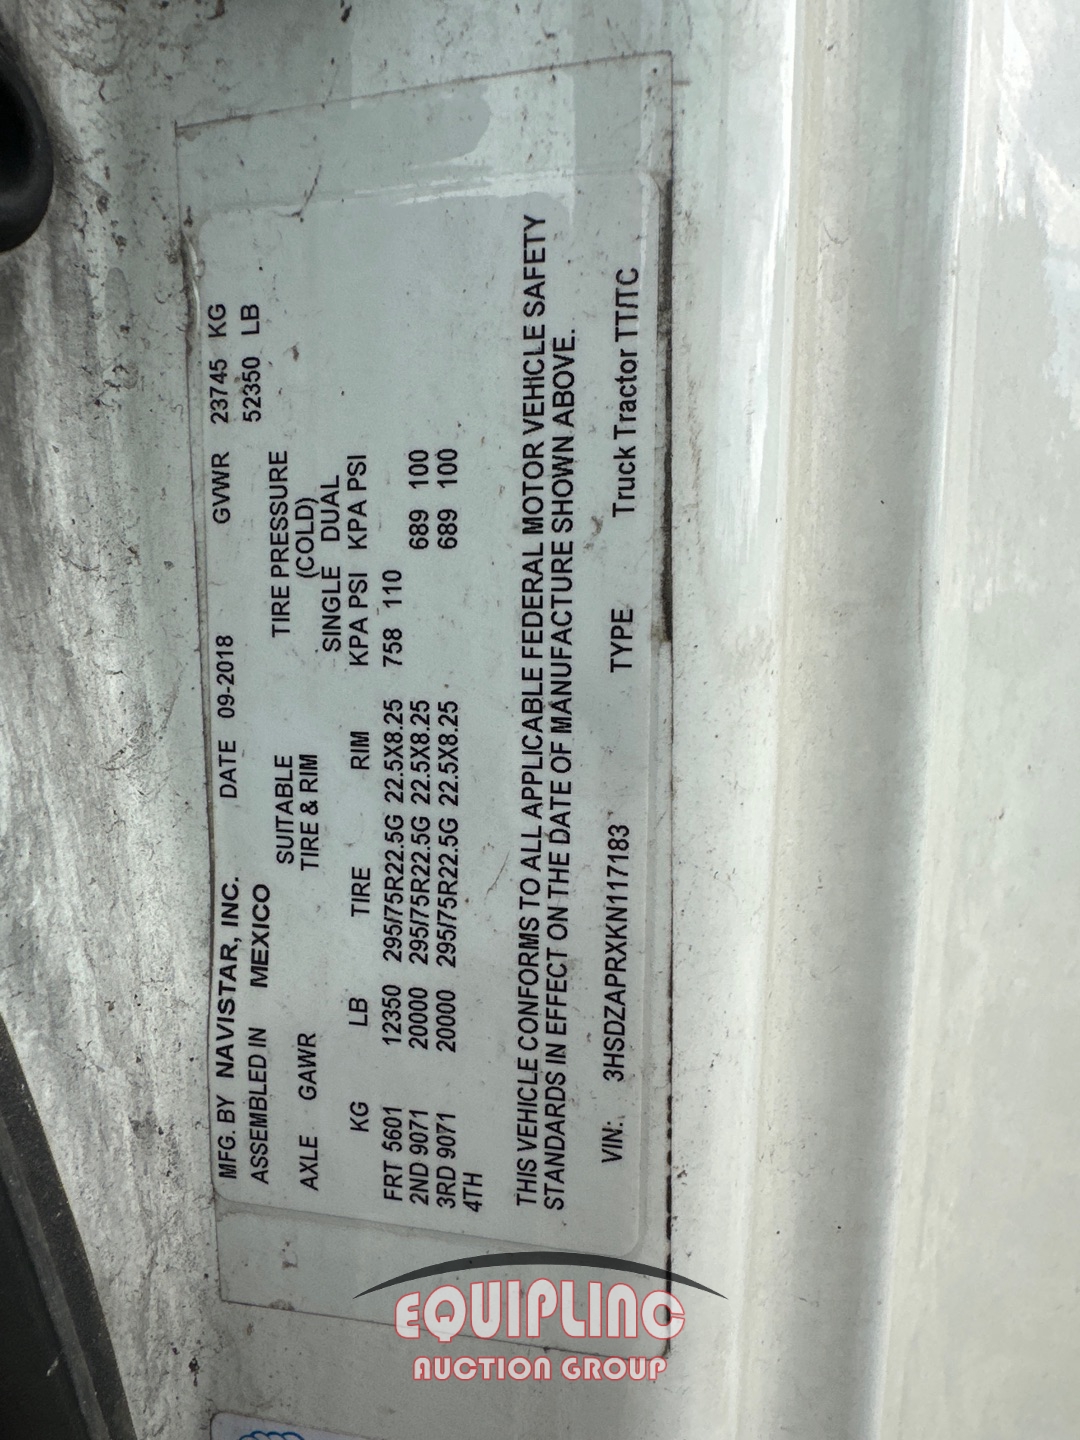 MFG. BY NAVISTAR, INC. DATE 09-2018 GVWR 23745 KG
ASSEMBLED IN MEXICO 52350 LB
SUITABLE TIRE PRESSURE
AXLE GAWR TIRE & RIM (COLD)
SINGLE DUAL
KG LB TIRE RIM KPA PSI KPA PSI
FRT 5601 12350 295/75R22.5G 22.5X8.25 758 110
2ND 9071 20000 295/75R22.5G 22.5X8.25 689 100
3RD 9071 20000 295/75R22.5G 22.5X8.25 689 100
4TH
THIS VEHICLE CONFORMS TO ALL APPLICABLE FEDERAL MOTOR VEHICLE SAFETY
STANDARDS IN EFFECT ON THE DATE OF MANUFACTURE SHOWN ABOVE.
VIN: 3HSDZAPRXKN117183 TYPE Truck Tractor TT/TC
EQUIPLINC
AUCTION GROUP